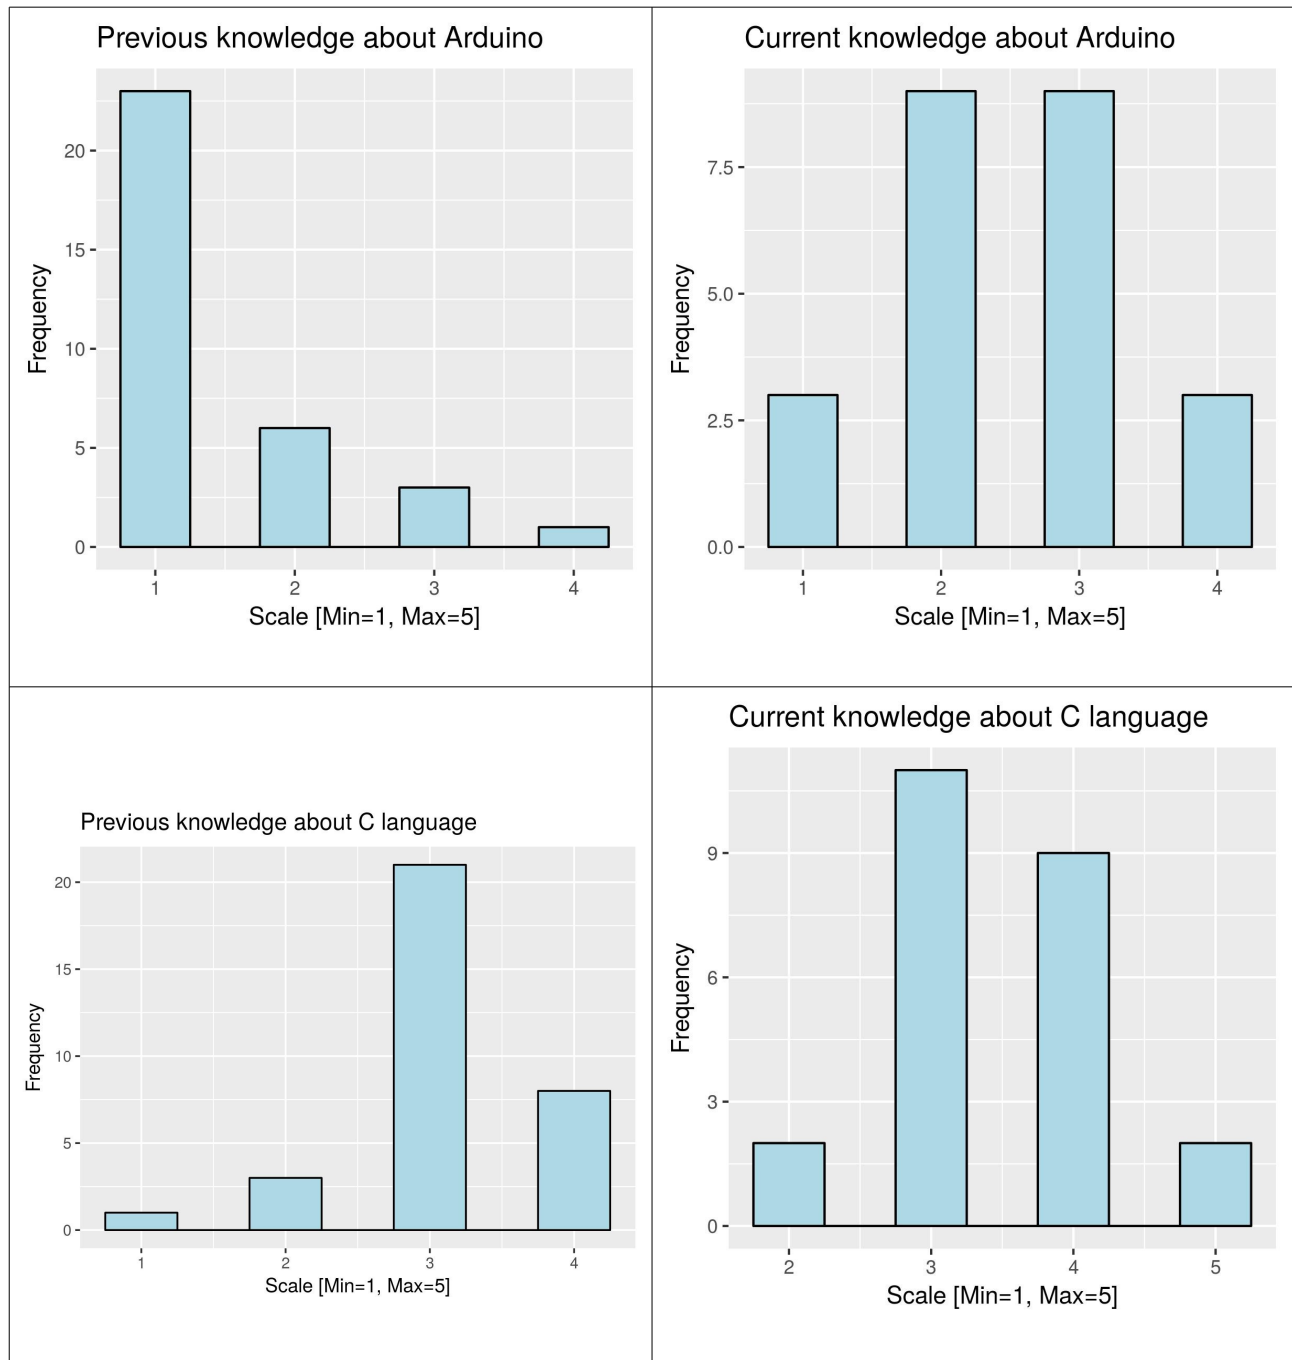 Previous knowledge about Arduino
Frequency
20
15
10
5
0
1 2 3 4
Scale [Min=1, Max=5]
Current knowledge about Arduino
Frequency
7.5
5.0
2.5
0.0
1 2 3 4
Scale [Min=1, Max=5]
Previous knowledge about C language
Frequency
20
15
10
5
0
1 2 3 4
Scale [Min=1, Max=5]
Current knowledge about C language
Frequency
9
6
3
0
2 3 4 5
Scale [Min=1, Max=5]